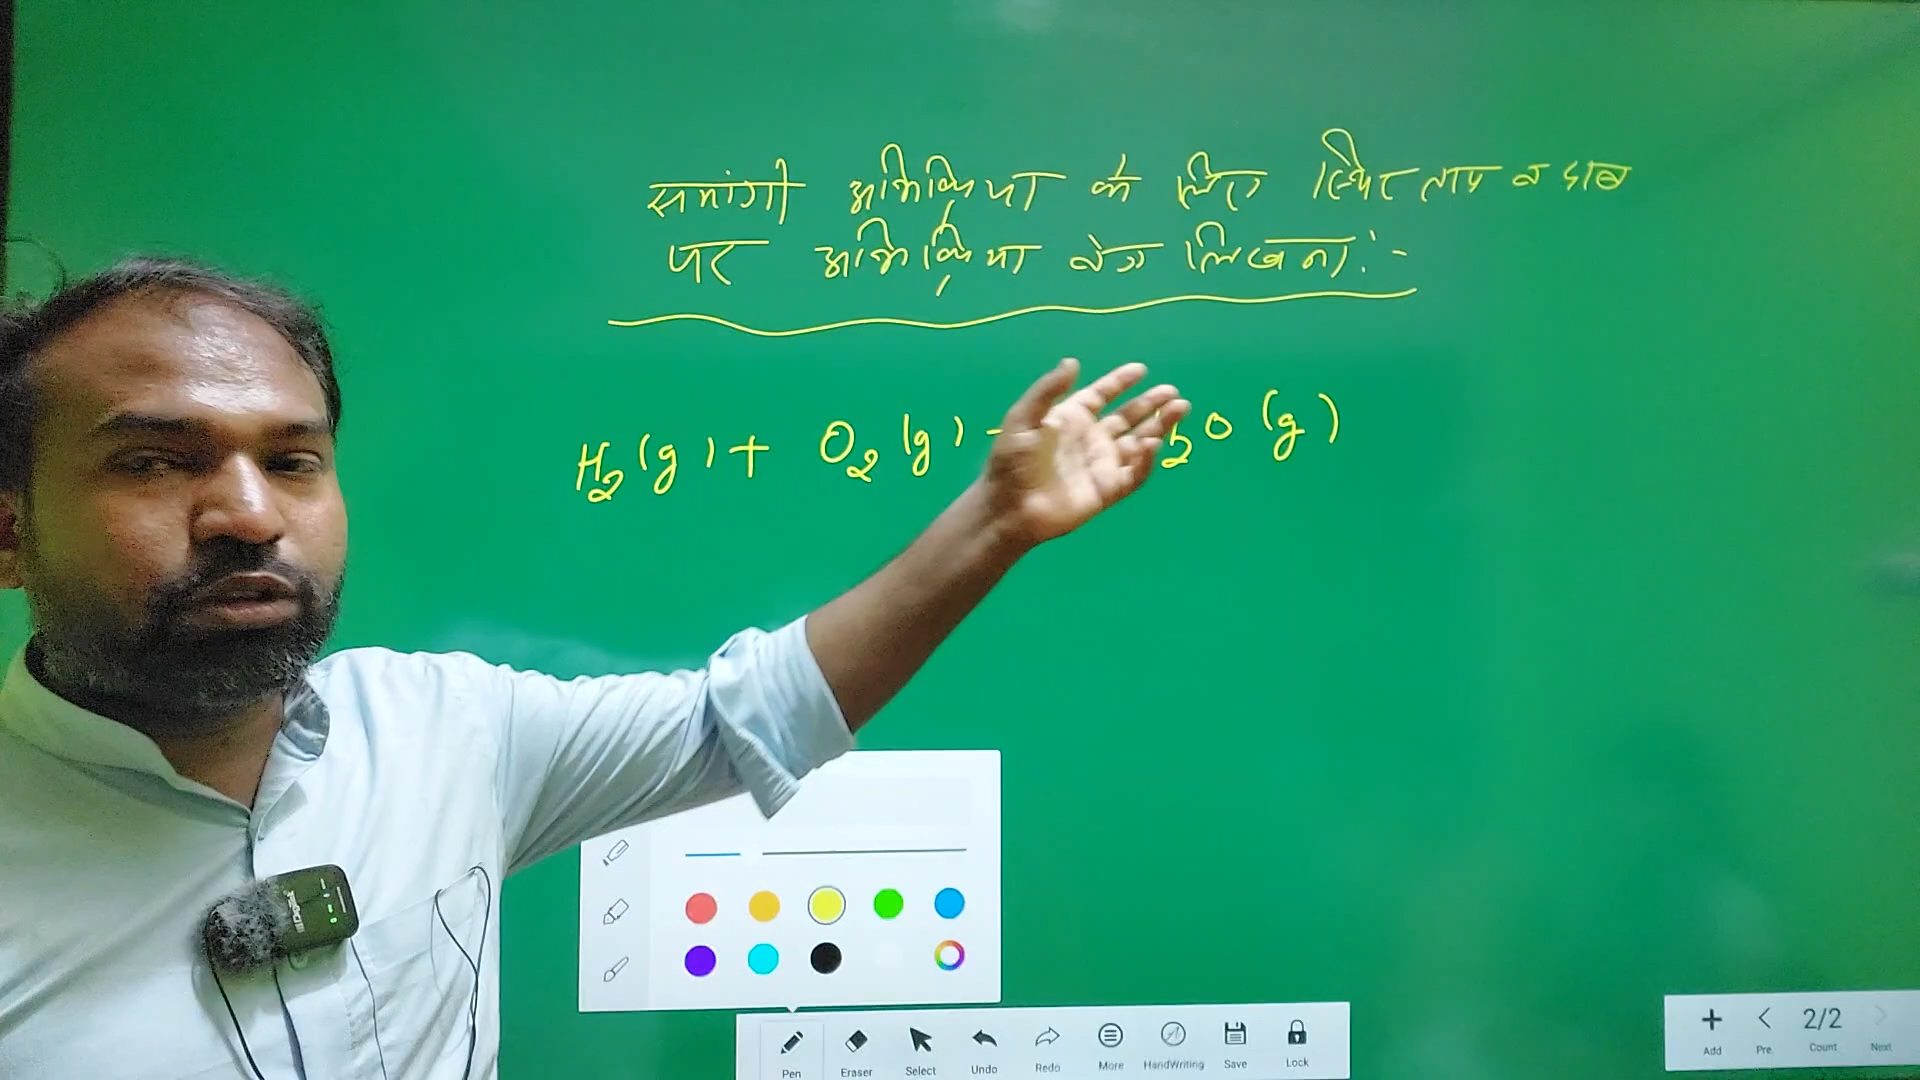 समांगी अभिक्रिया के लिए स्थिर ताप व दाब
पर अभिक्रिया वेग लिखना:-
H₂(g) + O₂(g) - ₂O(g)
Pen
Eraser
Select
Undo
Redo
More
HandWriting
Save
Lock
Add
Pre
2/2
Count
Next